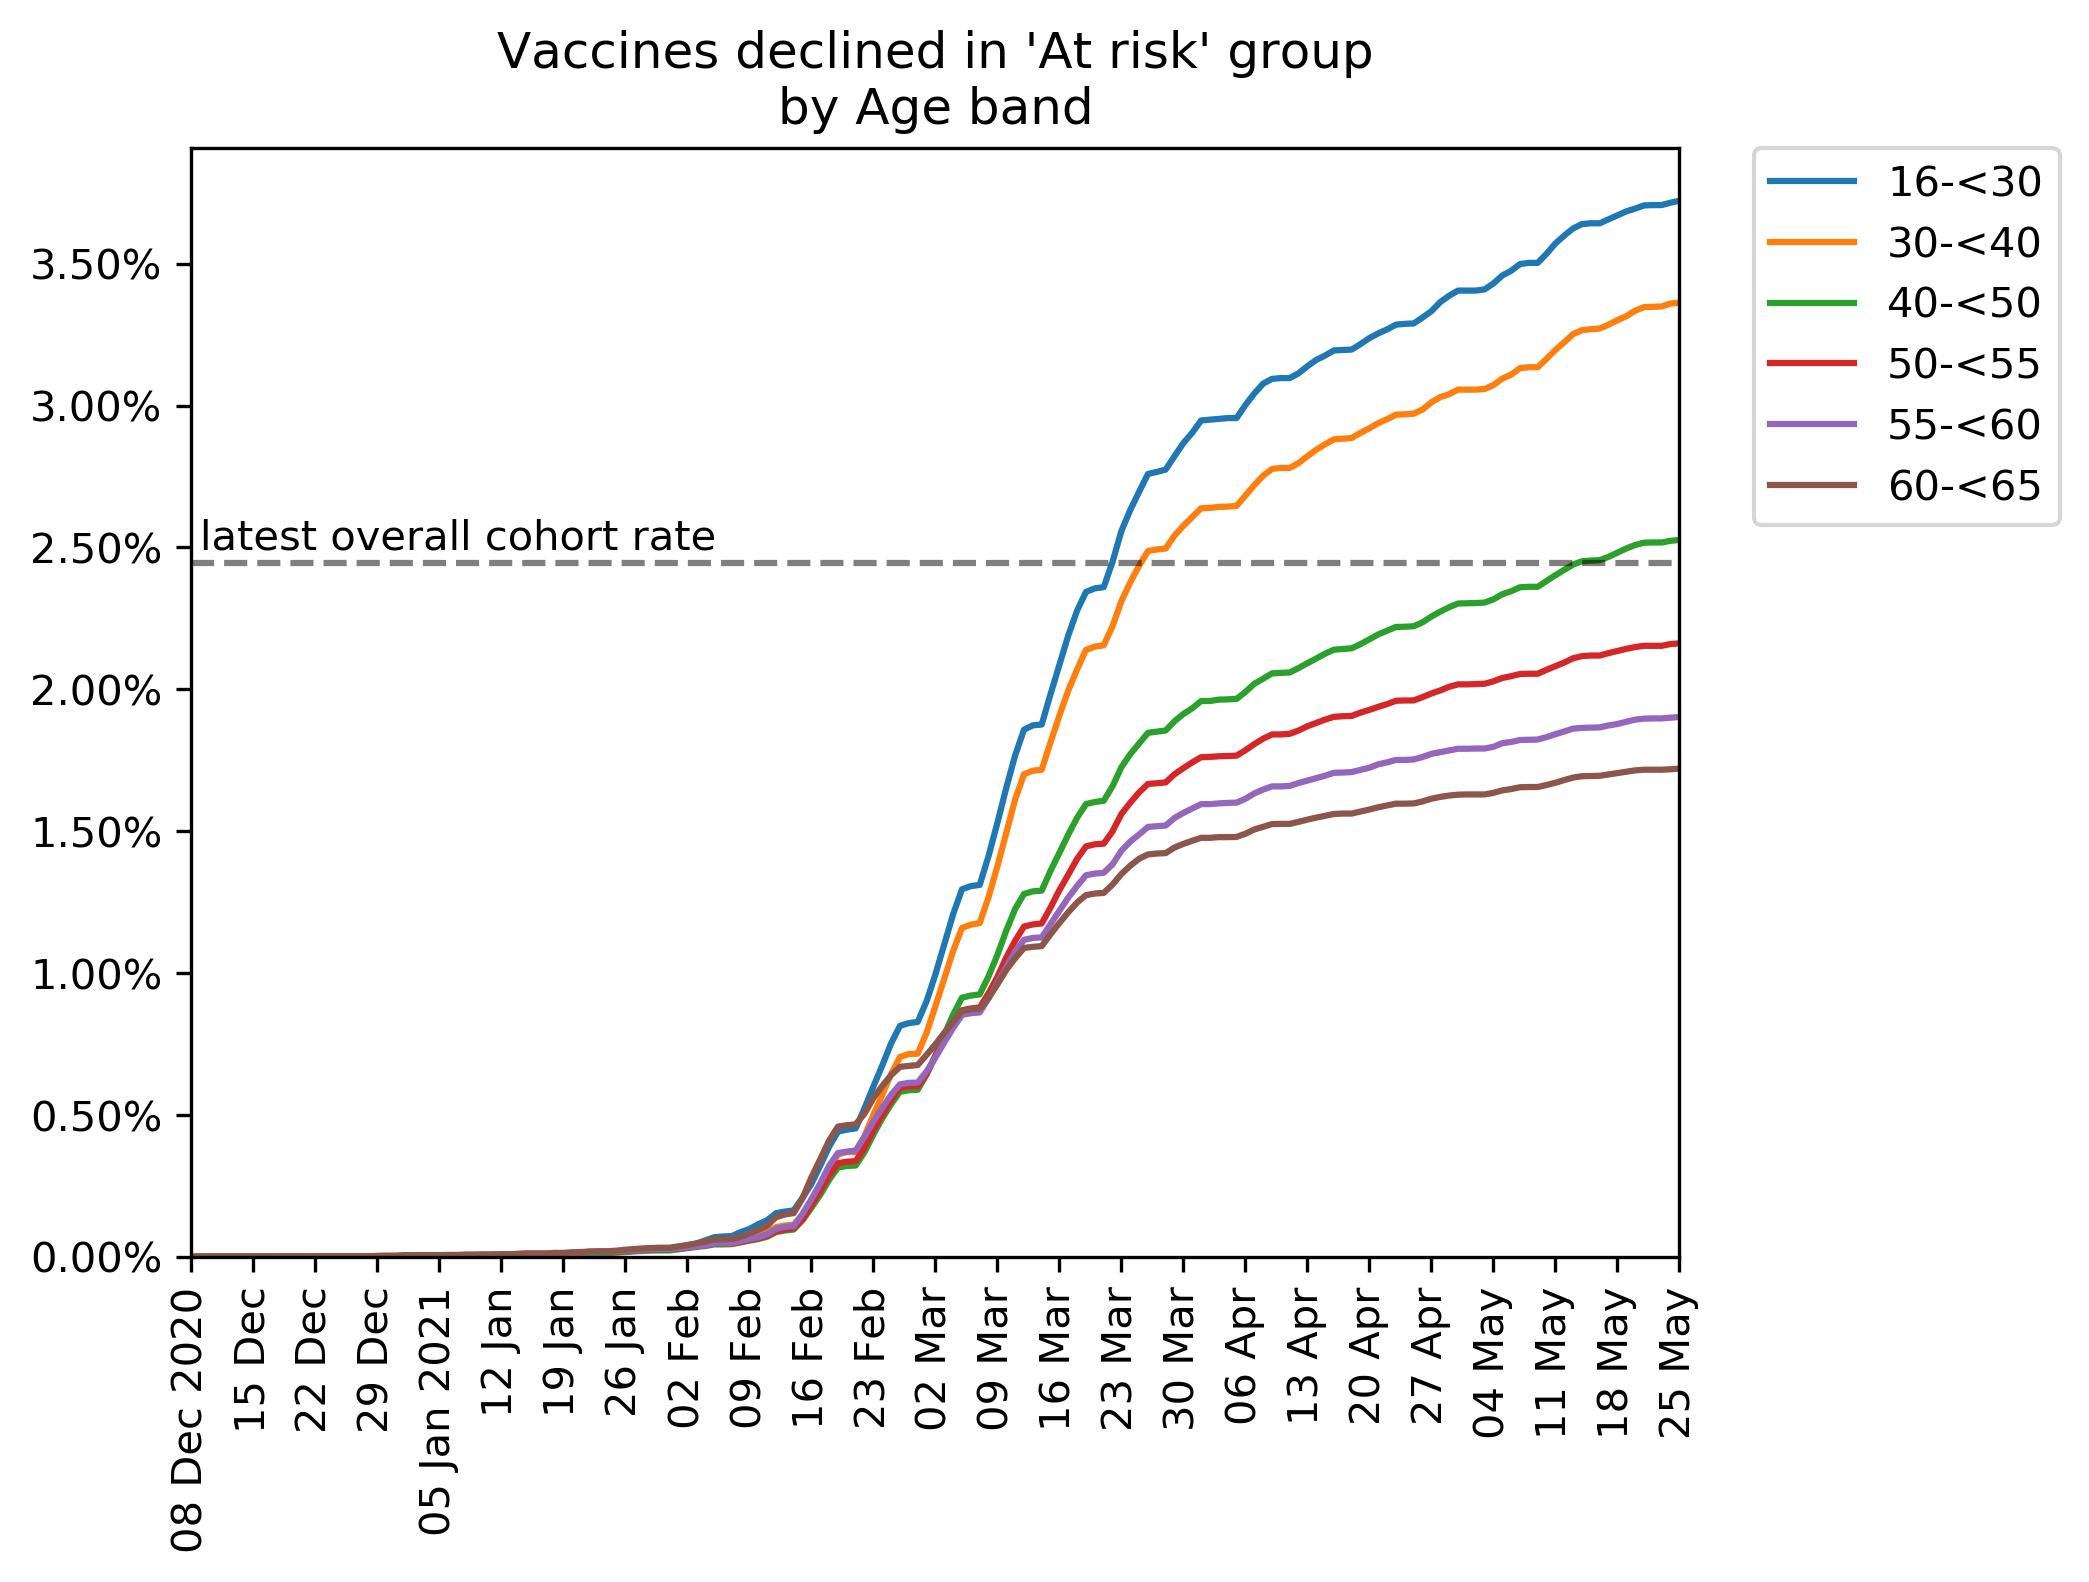 Vaccines declined in 'At risk' group
by Age band
16-<30
30-<40
40-<50
50-<55
55-<60
60-<65
3.50%
3.00%
2.50%
2.00%
1.50%
1.00%
0.50%
0.00%
latest overall cohort rate
08 Dec 2020
15 Dec
22 Dec
29 Dec
05 Jan 2021
12 Jan
19 Jan
26 Jan
02 Feb
09 Feb
16 Feb
23 Feb
02 Mar
09 Mar
16 Mar
23 Mar
30 Mar
06 Apr
13 Apr
20 Apr
27 Apr
04 May
11 May
18 May
25 May